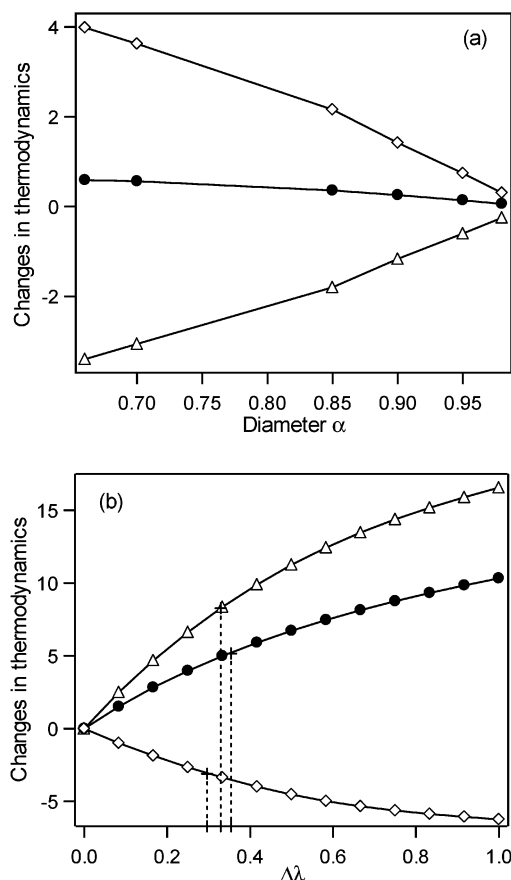 (a)
Changes in thermodynamics
4
2
0
-2
0.70 0.75 0.80 0.85 0.90 0.95
Diameter α
(b)
Changes in thermodynamics
15
10
5
0
-5
0.0 0.2 0.4 0.6 0.8 1.0
Δλ